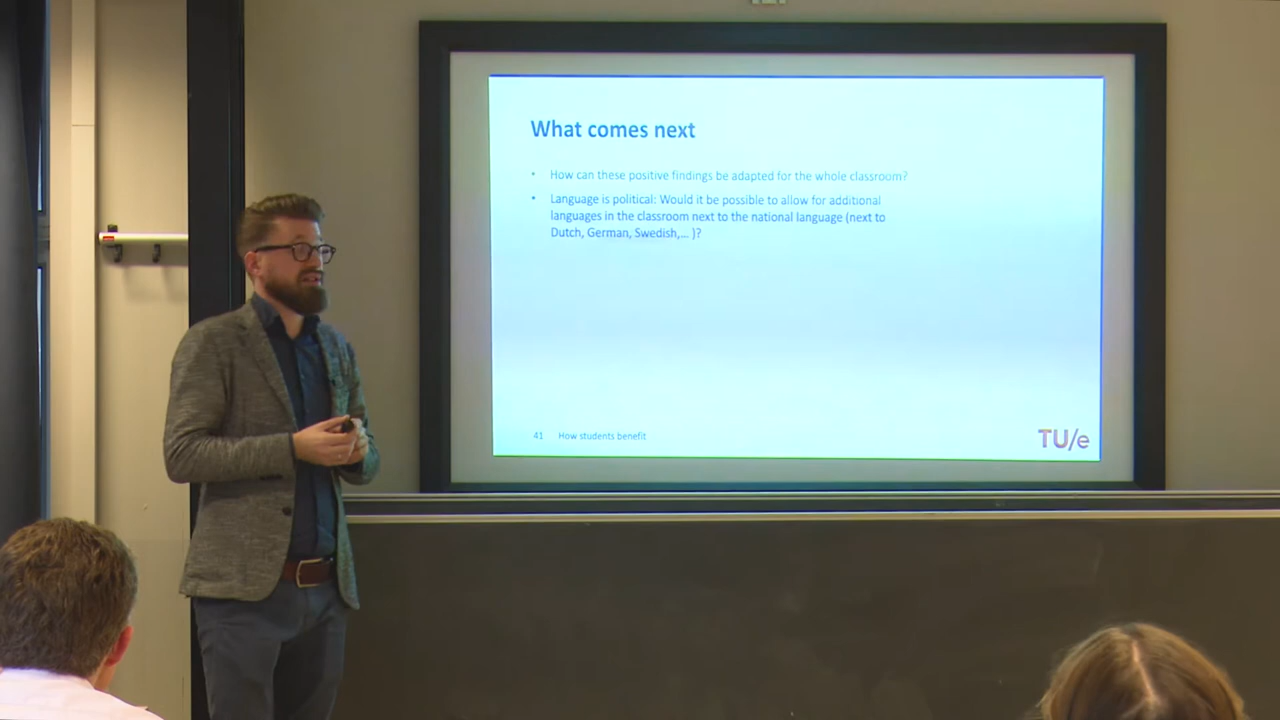 What comes next
• How can these positive findings be adapted for the whole classroom?
• Language is political: Would it be possible to allow for additional
languages in the classroom next to the national language (next to
Dutch, German, Swedish,... )?
41 How students benefit
TU/e